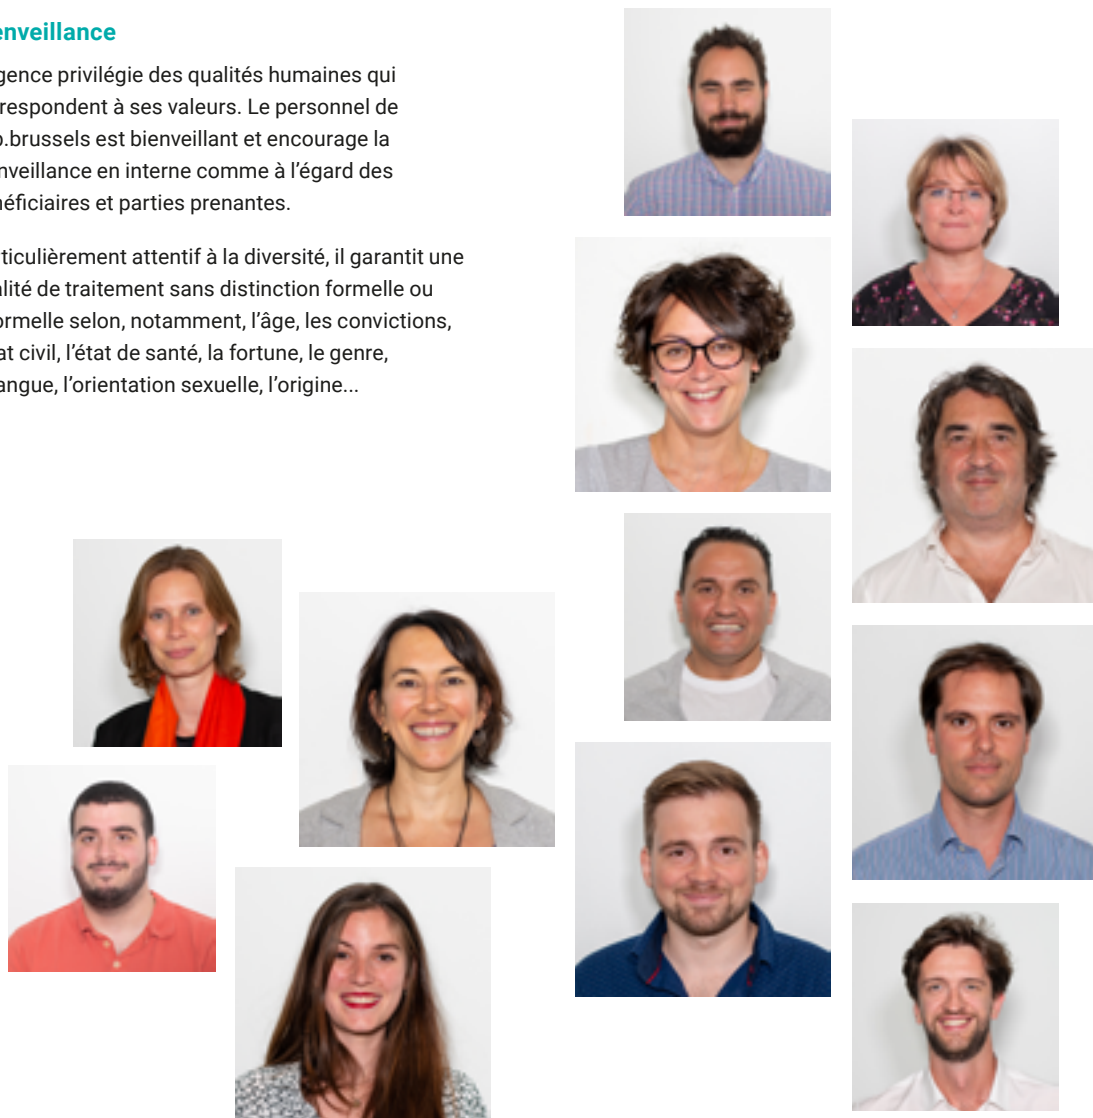 enveillance
gence privilégie des qualités humaines qui
respondent à ses valeurs. Le personnel de
.brussels est bienveillant et encourage la
nveillance en interne comme à l'égard des
éficiaires et parties prenantes.
ticulièrement attentif à la diversité, il garantit une
lité de traitement sans distinction formelle ou
ormelle selon, notamment, l'âge, les convictions,
at civil, l'état de santé, la fortune, le genre,
angue, l'orientation sexuelle, l'origine...